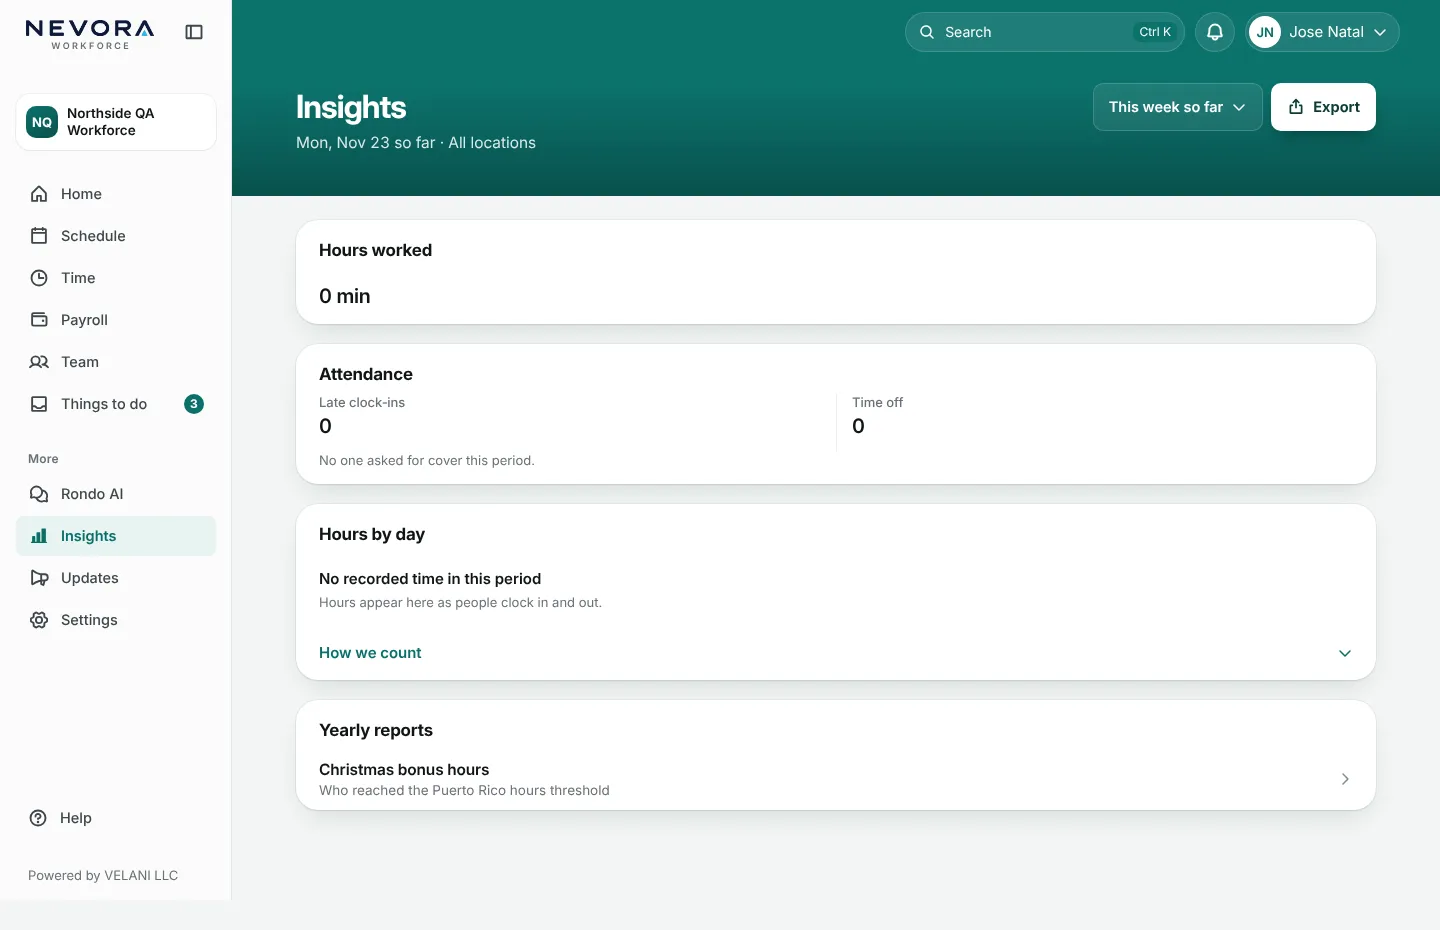 NEVORA
WORKFORCE
Search
Ctrl K
JN
Jose Natal
NQ
Northside QA
Workforce
Home
Schedule
Time
Payroll
Team
Things to do
3
More
Rondo AI
Insights
Updates
Settings
Help
Powered by VELANI LLC
Insights
Mon, Nov 23 so far · All locations
This week so far
Export
Hours worked
0 min
Attendance
Late clock-ins
0
Time off
0
No one asked for cover this period.
Hours by day
No recorded time in this period
Hours appear here as people clock in and out.
How we count
Yearly reports
Christmas bonus hours
Who reached the Puerto Rico hours threshold